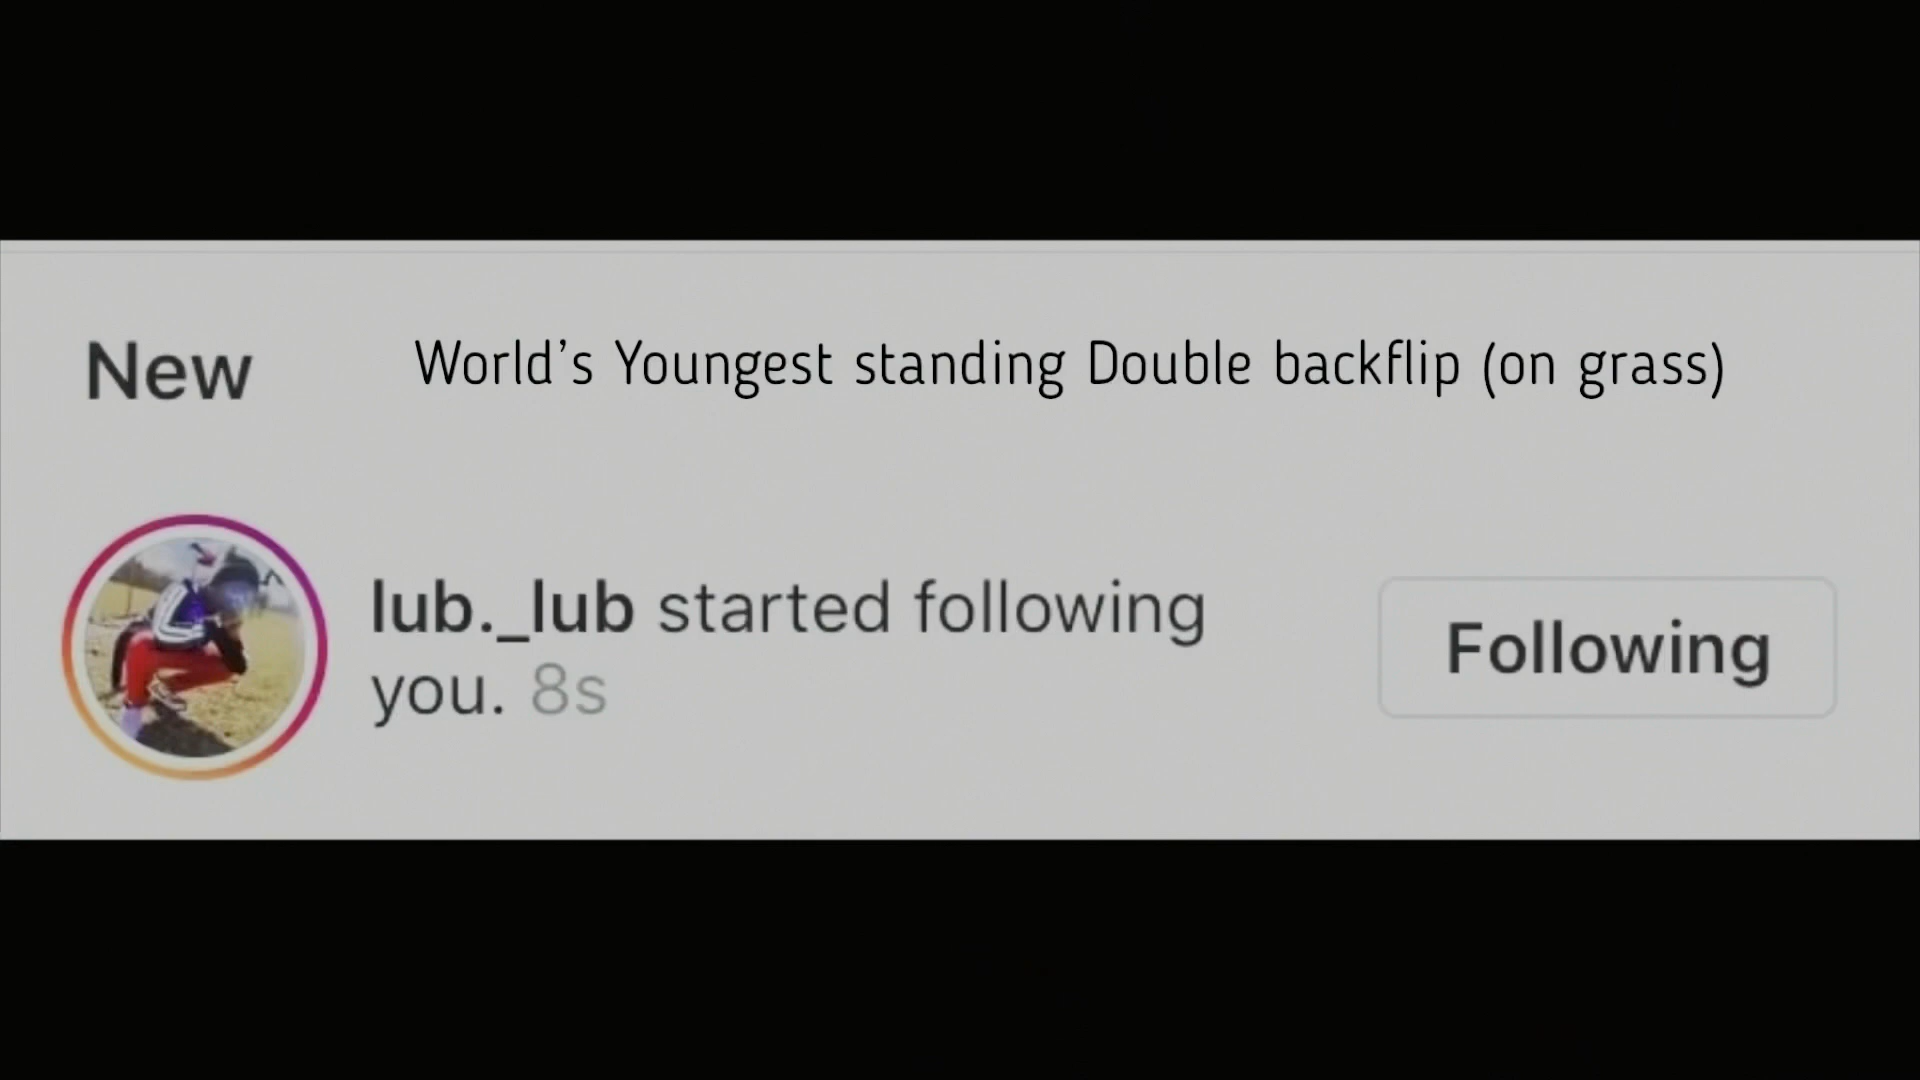 New World’s Youngest standing Double backflip (on grass)
lub._lub started following
you. 8s
Following